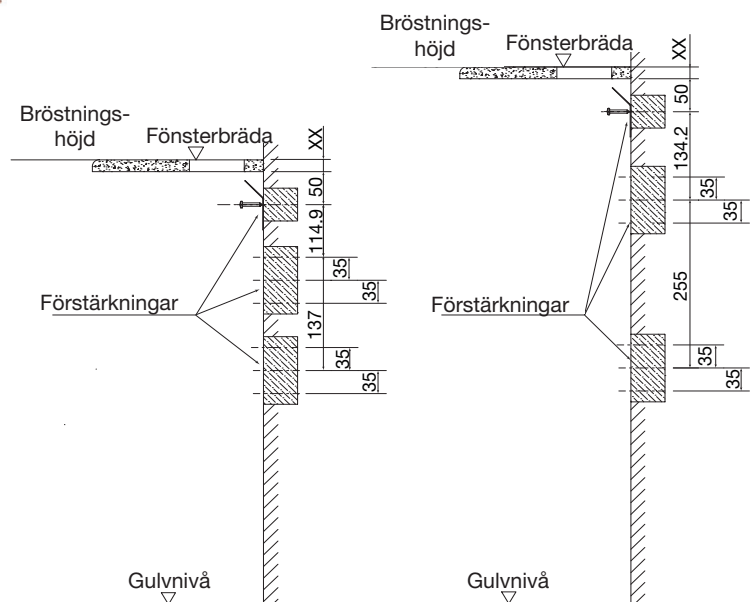 Bröstnings-
höjd
Fönsterbräda
XX
50
114.9
35
35
137
35
35
Förstärkningar
Gulvnivå
Bröstnings-
höjd
Fönsterbräda
XX
50
134.2
35
35
255
35
35
Förstärkningar
Gulvnivå